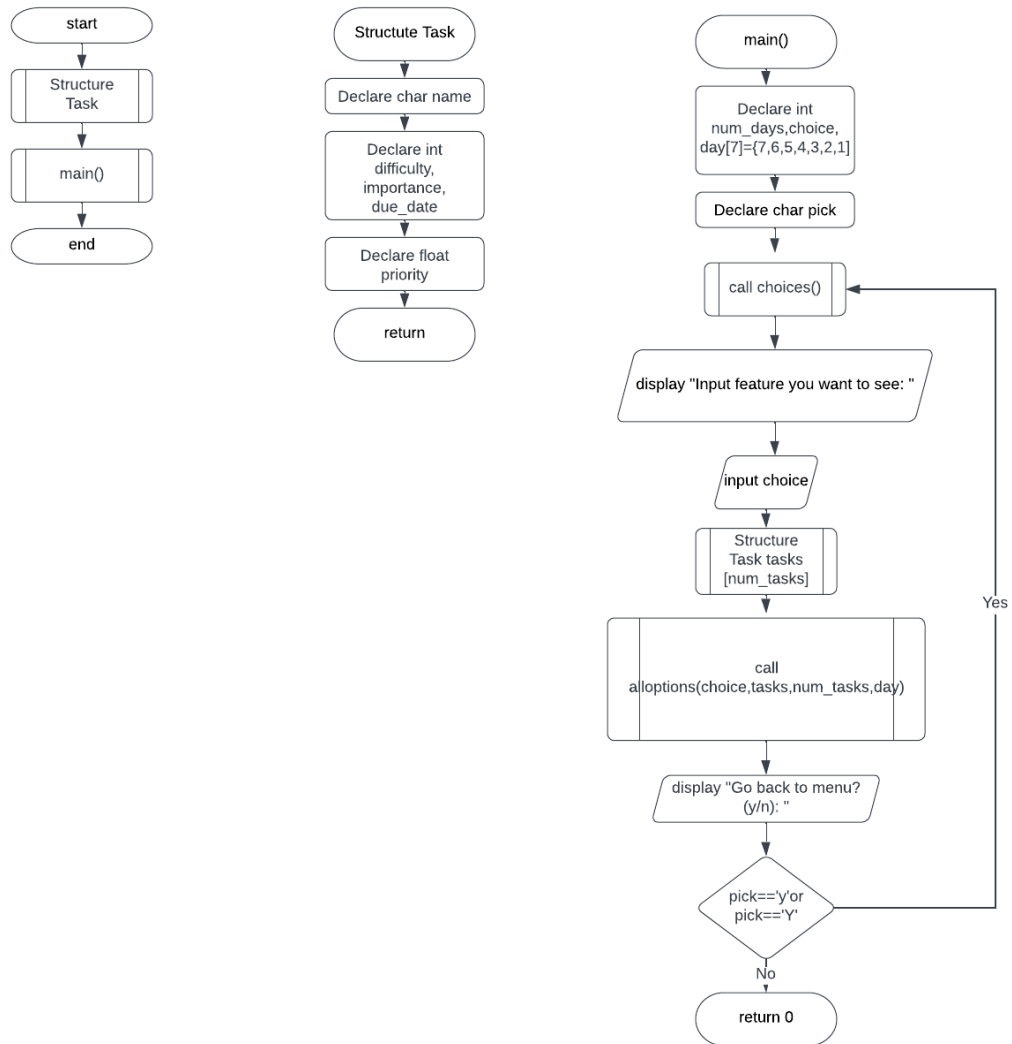 start
Structure
Task
main()
end
Structute Task
Declare char name
Declare int
difficulty,
importance,
due_date
Declare float
priority
return
main()
Declare int
num_days,choice,
day[7]={7,6,5,4,3,2,1]
Declare char pick
call choices()
display "Input feature you want to see: "
input choice
Structure
Task tasks
[num_tasks]
call
alloptions(choice,tasks,num_tasks,day)
display "Go back to menu?
(y/n): "
pick=='y'or
pick=='Y'
Yes
No
return 0